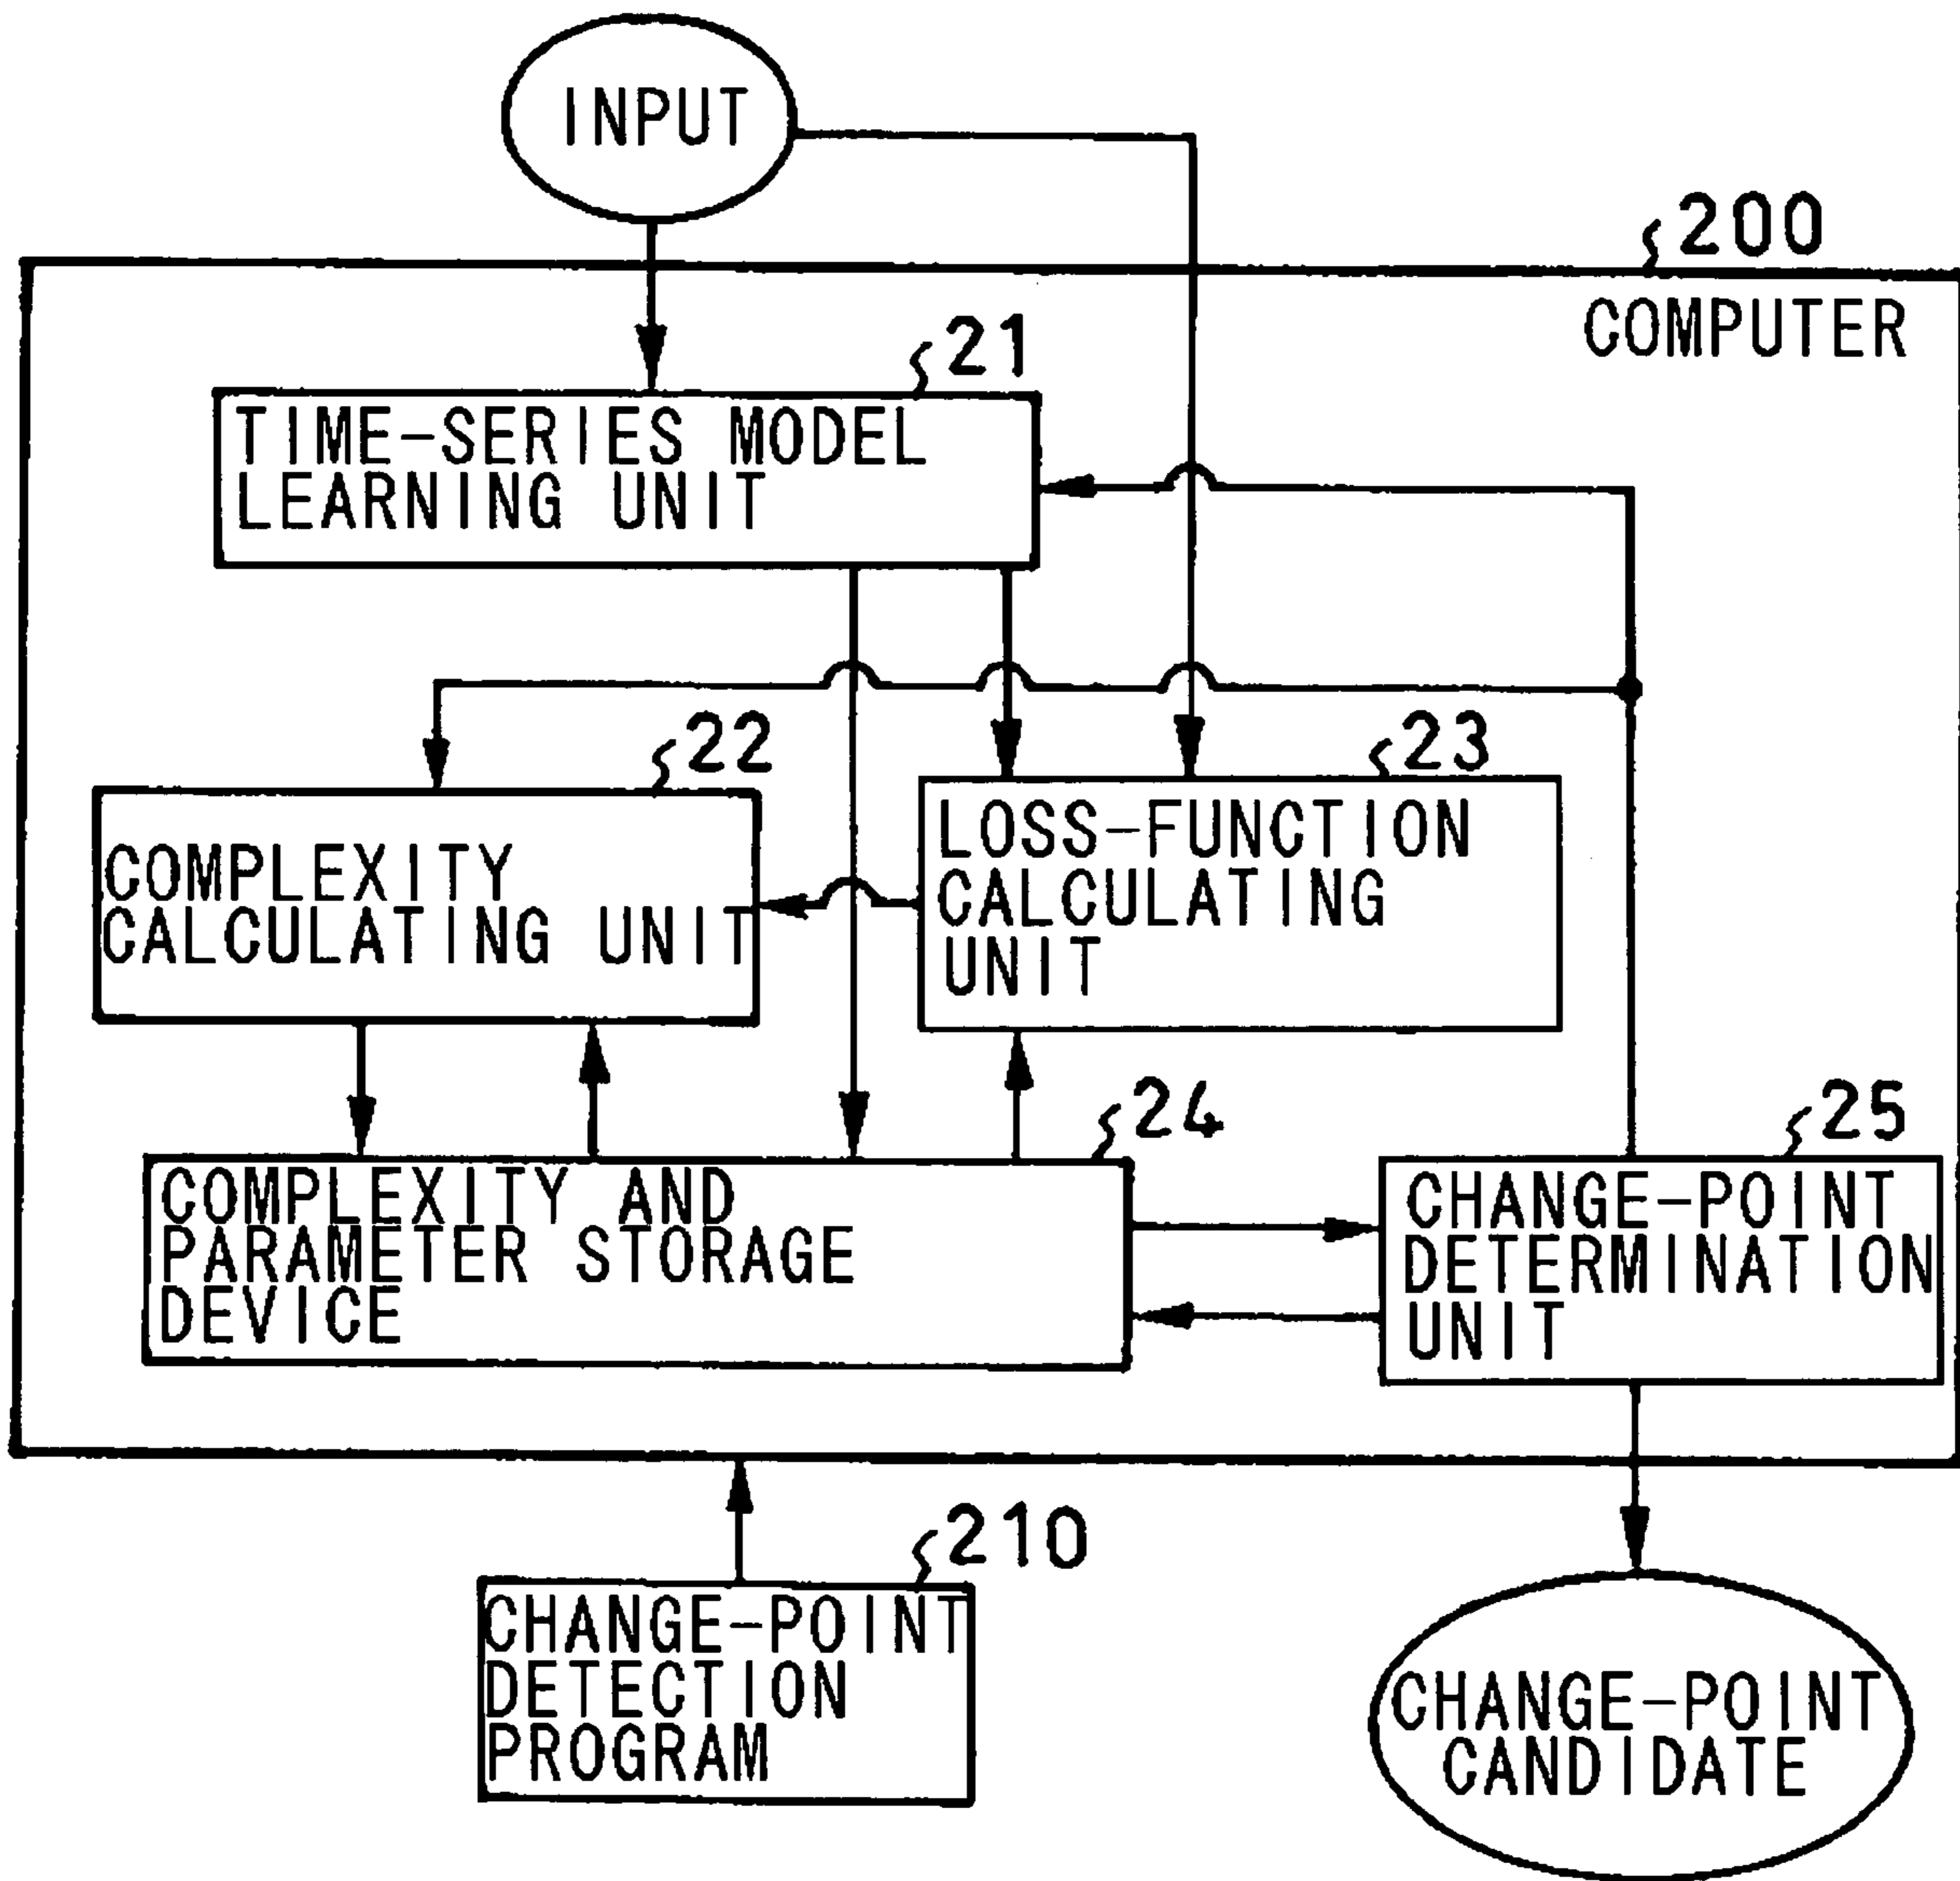 INPUT
200
COMPUTER
21
TIME-SERIES MODEL
LEARNING UNIT
22
COMPLEXITY
CALCULATING UNIT
23
LOSS-FUNCTION
CALCULATING
UNIT
24
COMPLEXITY AND
PARAMETER STORAGE
DEVICE
25
CHANGE-POINT
DETERMINATION
UNIT
210
CHANGE-POINT
DETECTION
PROGRAM
CHANGE-POINT
CANDIDATE